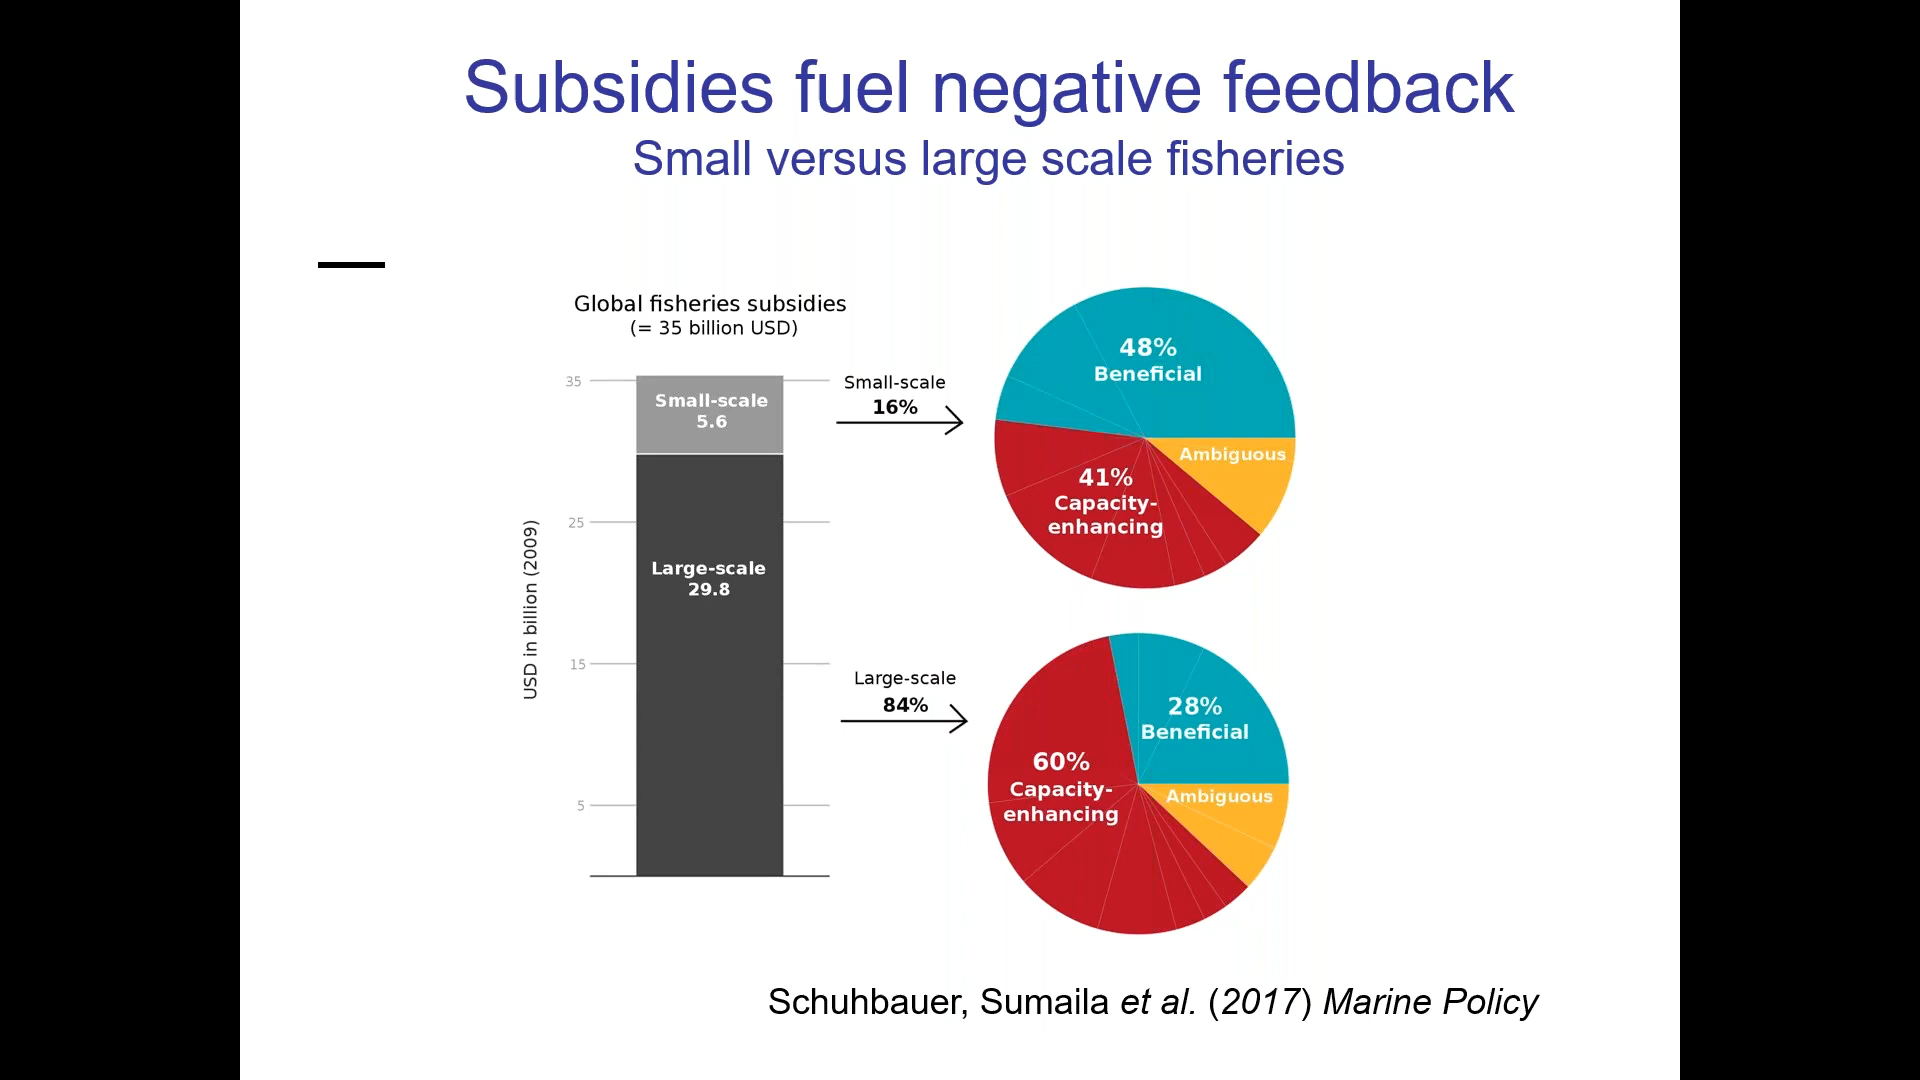 Subsidies fuel negative feedback
Small versus large scale fisheries
Global fisheries subsidies
(= 35 billion USD)
USD in billion (2009)
35
25
15
5
Small-scale
5.6
Large-scale
29.8
Small-scale
16%
48%
Beneficial
Ambiguous
41%
Capacity-
enhancing
Large-scale
84%
28%
Beneficial
Ambiguous
60%
Capacity-
enhancing
Schuhbauer, Sumaila et al. (2017) Marine Policy